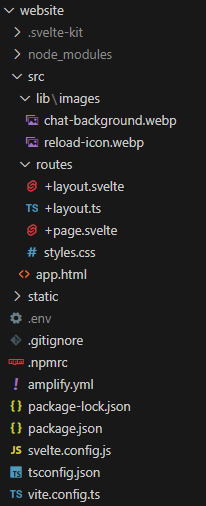 website
.svelte-kit
node_modules
src
lib\images
chat-background.webp
reload-icon.webp
routes
+layout.svelte
TS +layout.ts
+page.svelte
# styles.css
<> app.html
static
.env
.gitignore
.npmrc
! amplify.yml
{} package-lock.json
{} package.json
JS svelte.config.js
TS tsconfig.json
vite.config.ts